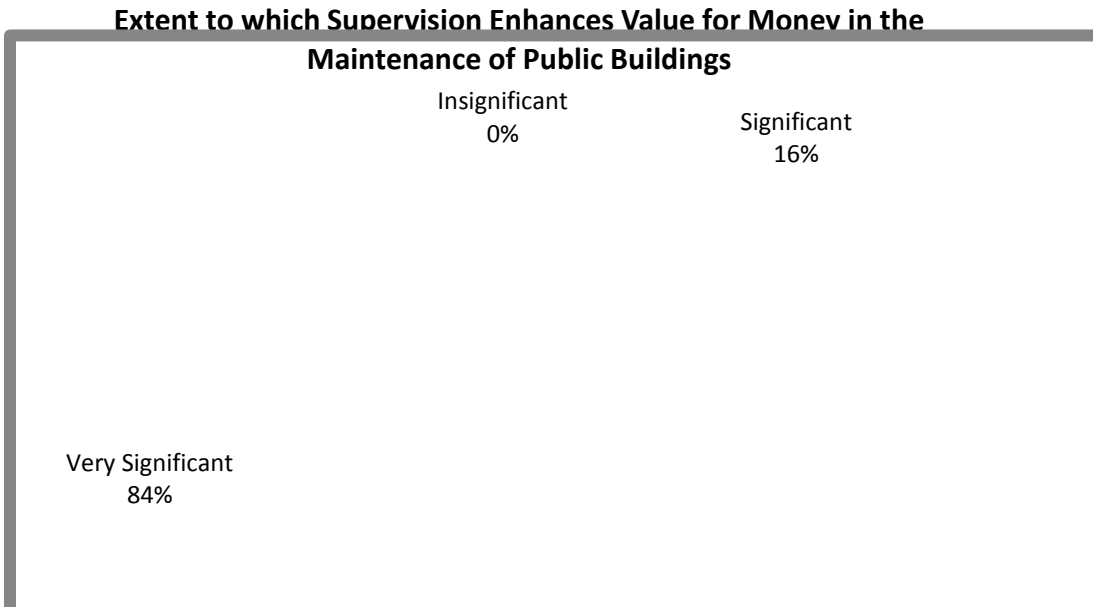 Extent to which Supervision Enhances Value for Money in the
Maintenance of Public Buildings
Insignificant
0%
Significant
16%
Very Significant
84%